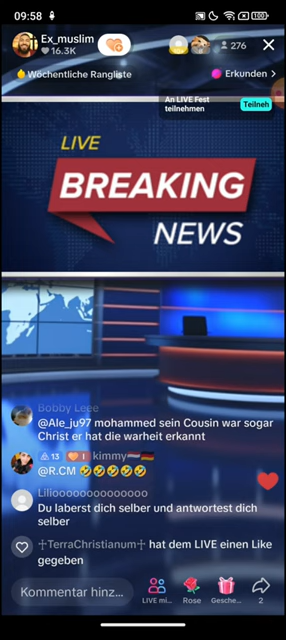 09:58
100
Ex_muslim
16.3K
276
Wöchentliche Rangliste
Erkunden >
An LIVE Fest
teilnehmen
Teilneh
LIVE
BREAKING
NEWS
Bobby Leee
@Ale_ju97 mohammed sein Cousin war sogar
Christ er hat die warheit erkannt
13 1 kimmy🇳🇱🇩🇪
@R.CM 🤣🤣🤣🤣🤣
Lilioooooooooooooo
Du laberst dich selber und antwortest dich
selber
♱TerraChristianum♱ hat dem LIVE einen Like
gegeben
Kommentar hinz...
LIVE mi...
Rose
Gesche...
2